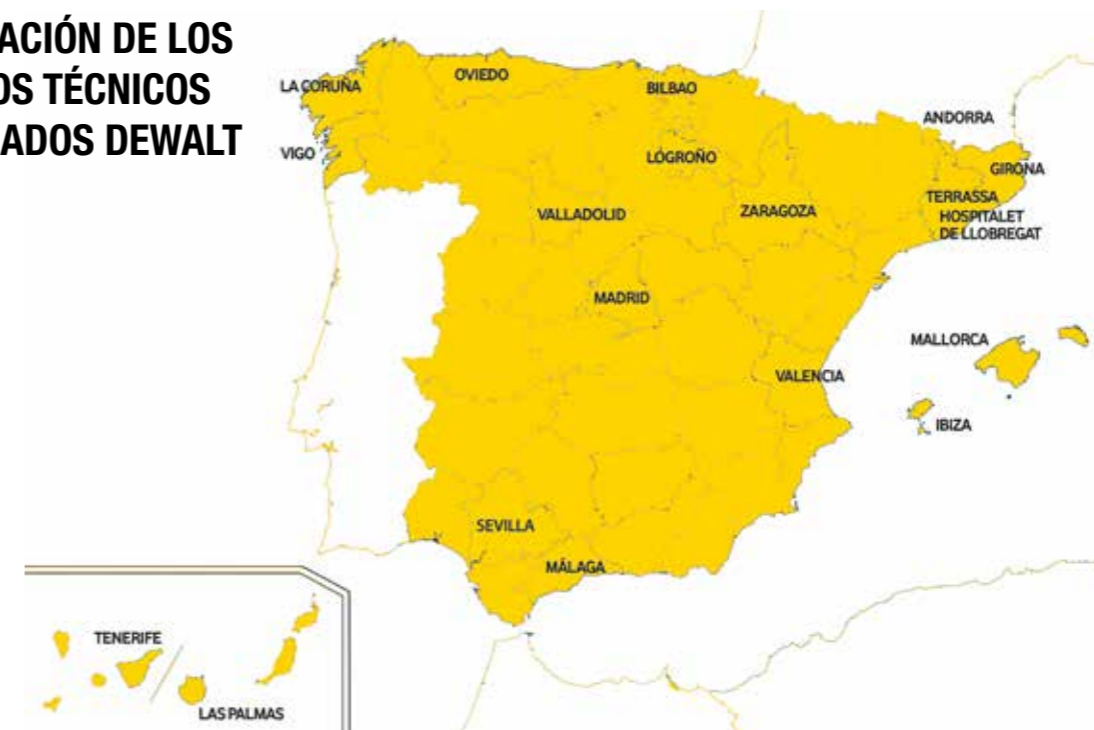 ACIÓN DE LOS
OS TÉCNICOS
ADOS DEWALT
LA CORUÑA
OVIEDO
BILBAO
ANDORRA
VIGO
LOGROÑO
GIRONA
TERRASSA
VALLADOLID
ZARAGOZA
HOSPITALET
DE LLOBREGAT
MADRID
MALLORCA
VALENCIA
IBIZA
SEVILLA
MÁLAGA
TENERIFE
LAS PALMAS